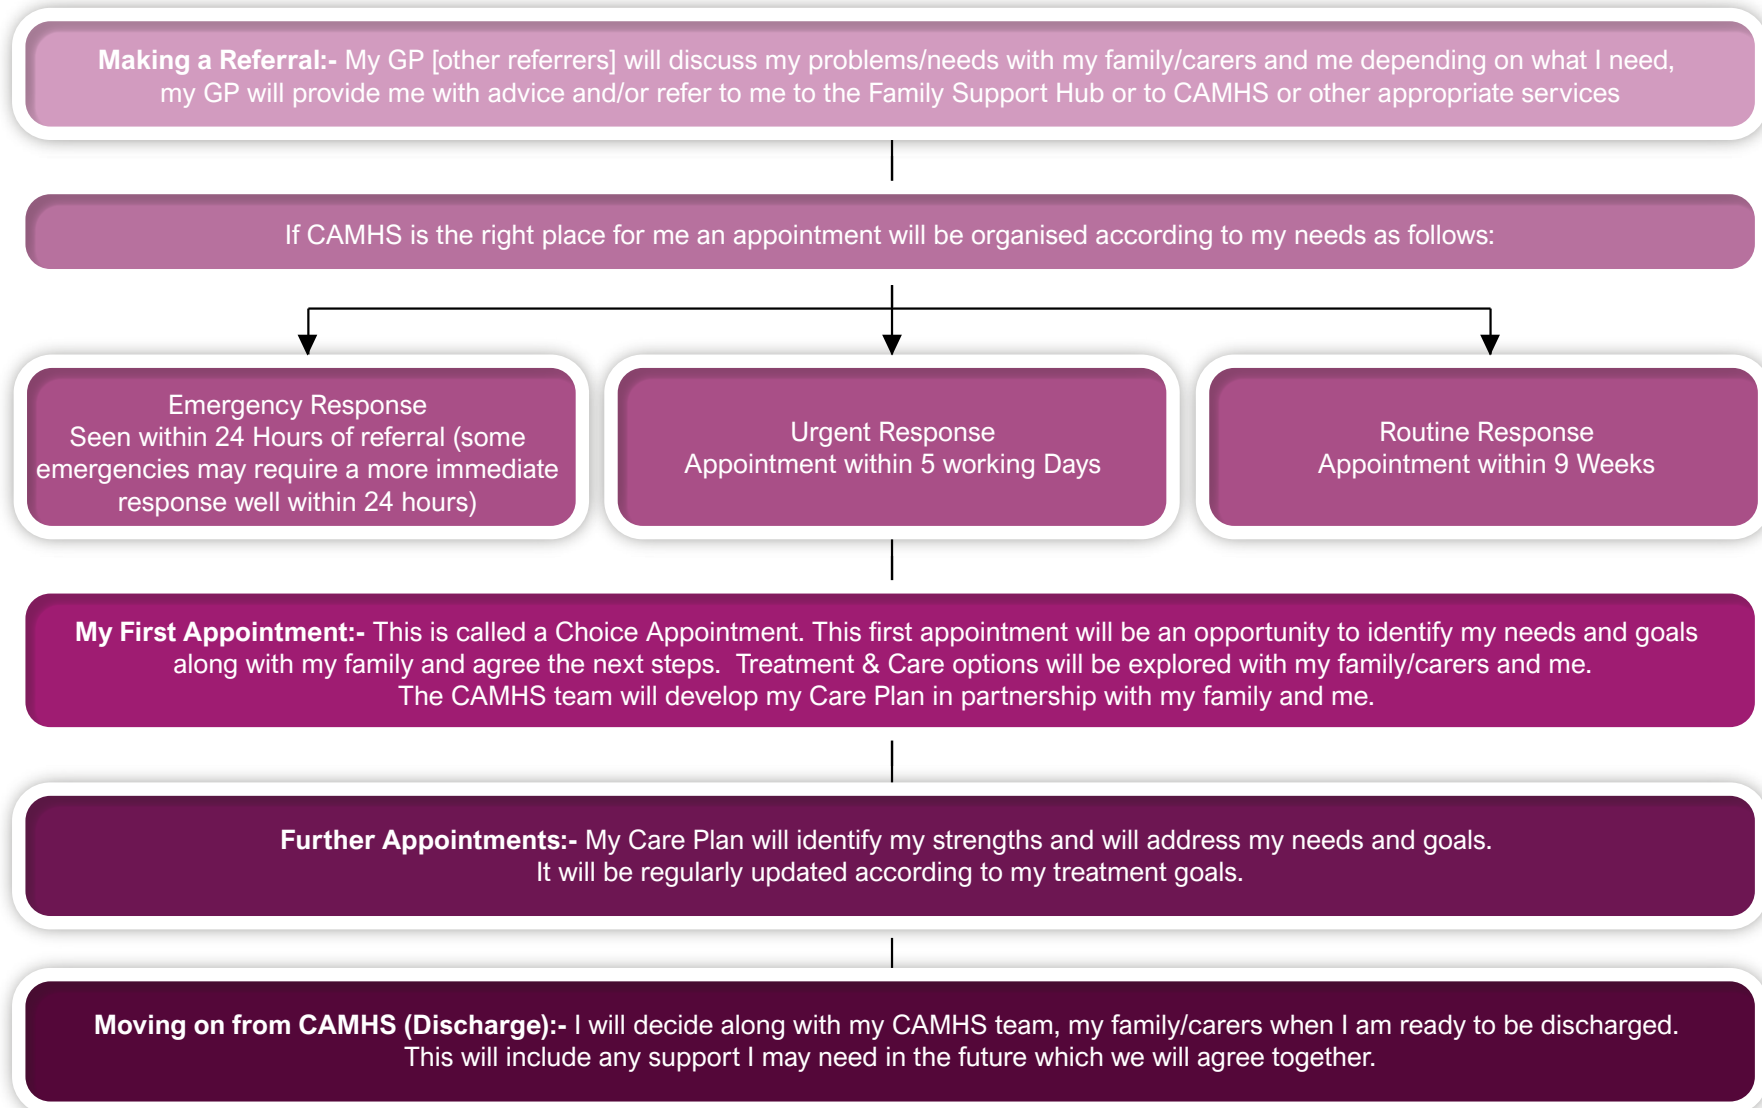 Making a Referral:- My GP [other referrers] will discuss my problems/needs with my family/carers and me depending on what I need,
my GP will provide me with advice and/or refer to me to the Family Support Hub or to CAMHS or other appropriate services
If CAMHS is the right place for me an appointment will be organised according to my needs as follows:
Emergency Response
Seen within 24 Hours of referral (some
emergencies may require a more immediate
response well within 24 hours)
Urgent Response
Appointment within 5 working Days
Routine Response
Appointment within 9 Weeks
My First Appointment:- This is called a Choice Appointment. This first appointment will be an opportunity to identify my needs and goals
along with my family and agree the next steps.  Treatment & Care options will be explored with my family/carers and me.
The CAMHS team will develop my Care Plan in partnership with my family and me.
Further Appointments:- My Care Plan will identify my strengths and will address my needs and goals.
It will be regularly updated according to my treatment goals.
Moving on from CAMHS (Discharge):- I will decide along with my CAMHS team, my family/carers when I am ready to be discharged.
This will include any support I may need in the future which we will agree together.